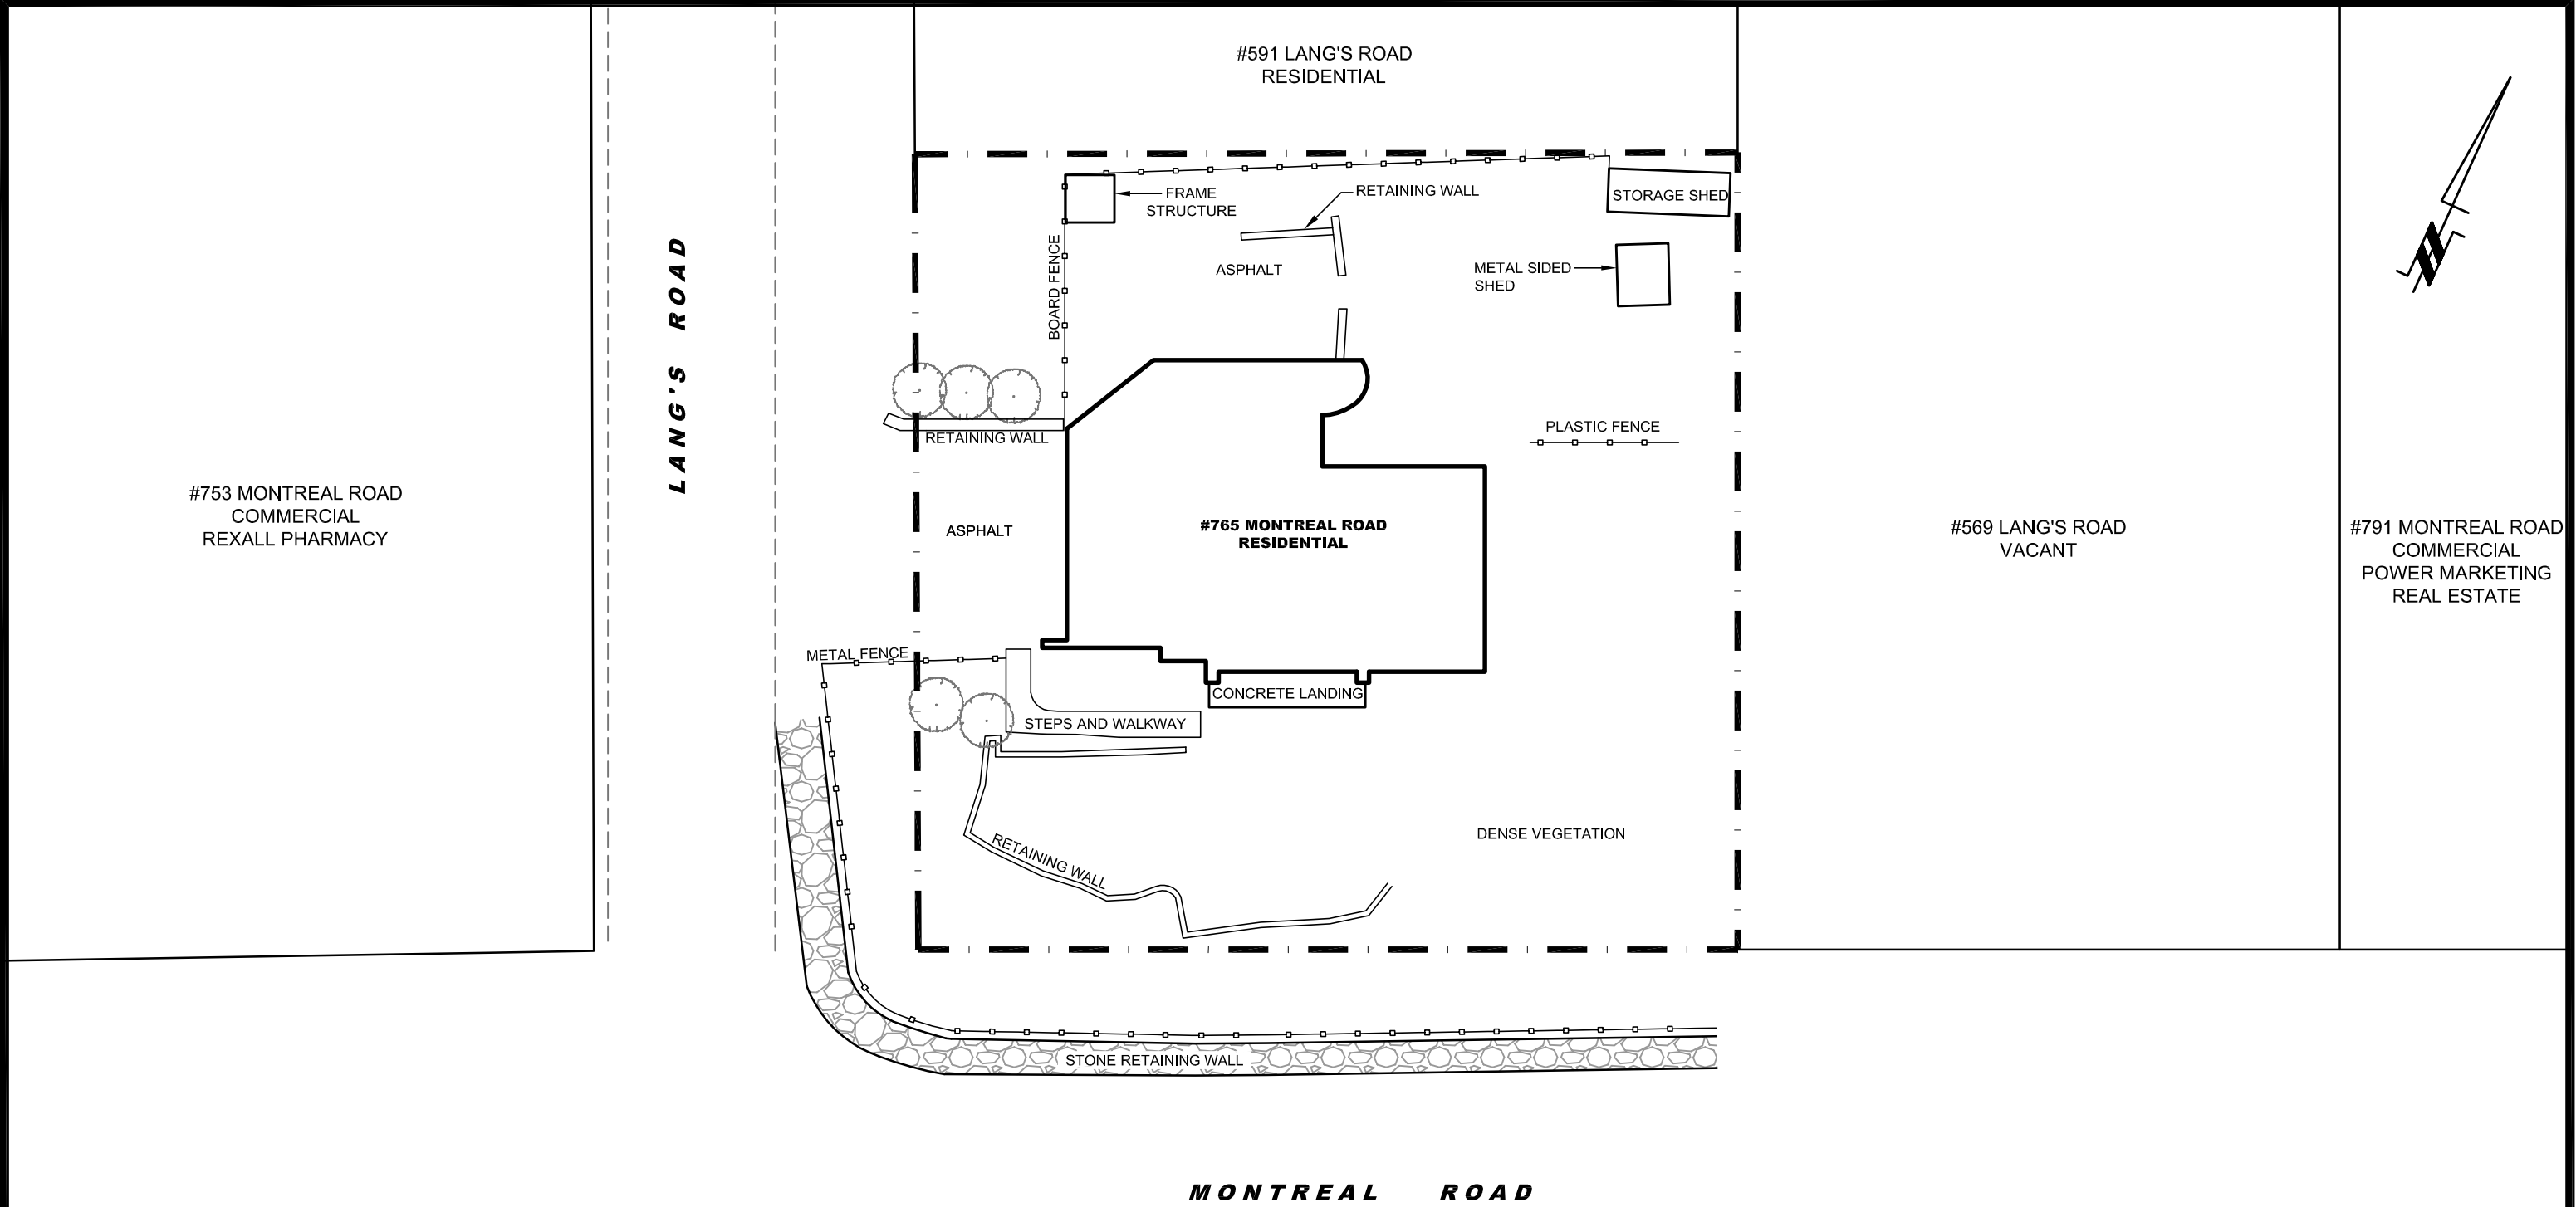 #591 LANG'S ROAD
RESIDENTIAL
FRAME
STRUCTURE
RETAINING WALL
STORAGE SHED
BOARD FENCE
ASPHALT
METAL SIDED
SHED
LANG'S ROAD
RETAINING WALL
PLASTIC FENCE
#753 MONTREAL ROAD
COMMERCIAL
REXALL PHARMACY
ASPHALT
#765 MONTREAL ROAD
RESIDENTIAL
#569 LANG'S ROAD
VACANT
#791 MONTREAL ROAD
COMMERCIAL
POWER MARKETING
REAL ESTATE
METAL FENCE
CONCRETE LANDING
STEPS AND WALKWAY
RETAINING WALL
DENSE VEGETATION
STONE RETAINING WALL
MONTREAL ROAD